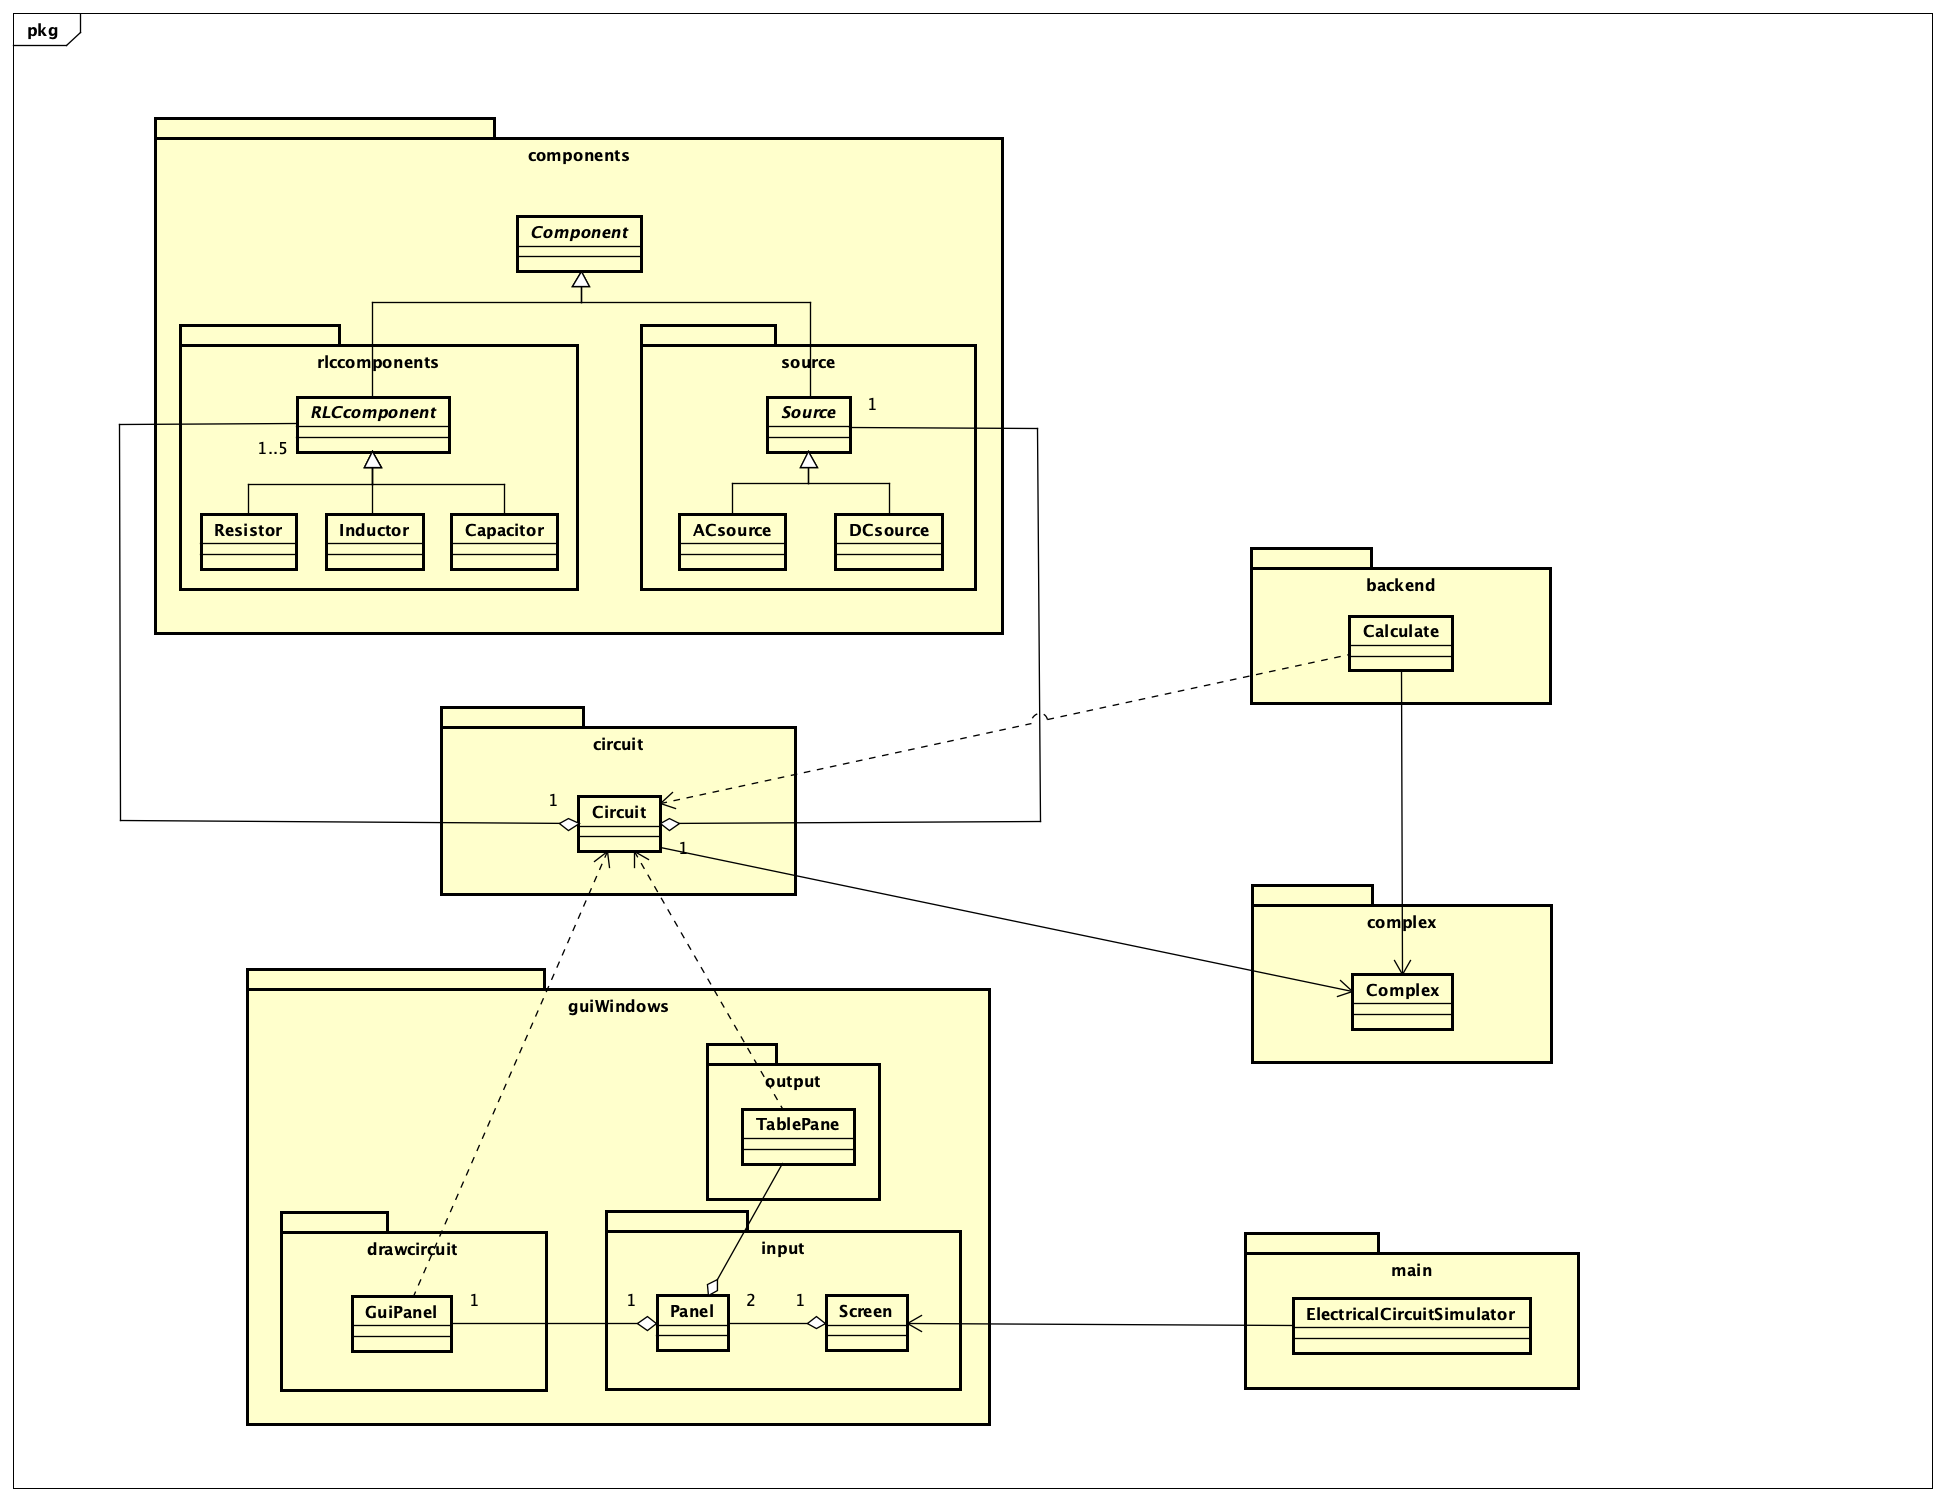 pkg
components
Component
rlccomponents
source
RLCcomponent
Source
1
1..5
Resistor
Inductor
Capacitor
ACsource
DCsource
backend
Calculate
circuit
1
Circuit
1
complex
Complex
guiWindows
output
TablePane
drawcircuit
input
main
GuiPanel
1
1
Panel
2
1
Screen
ElectricalCircuitSimulator